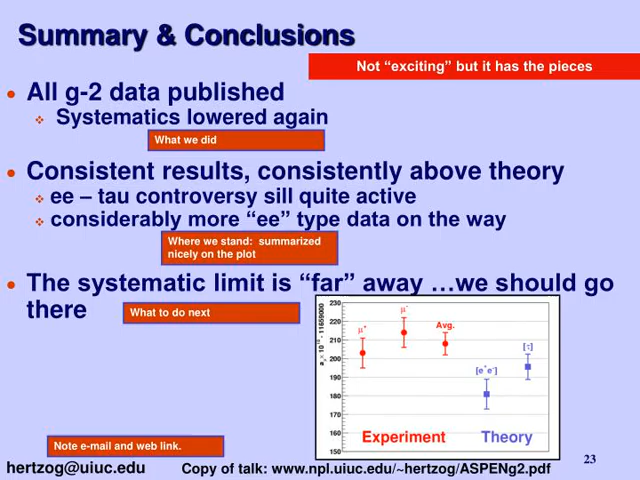 Summary & Conclusions
Not “exciting” but it has the pieces
All g-2 data published
Systematics lowered again
What we did
Consistent results, consistently above theory
ee – tau controversy sill quite active
considerably more “ee” type data on the way
Where we stand: summarized
nicely on the plot
The systematic limit is “far” away …we should go
there
What to do next
230
220
210
200
190
180
170
160
150
μ+
μ-
Avg.
[e+e-]
[τ]
Experiment
Theory
Note e-mail and web link.
hertzog@uiuc.edu
Copy of talk: www.npl.uiuc.edu/~hertzog/ASPENg2.pdf
23